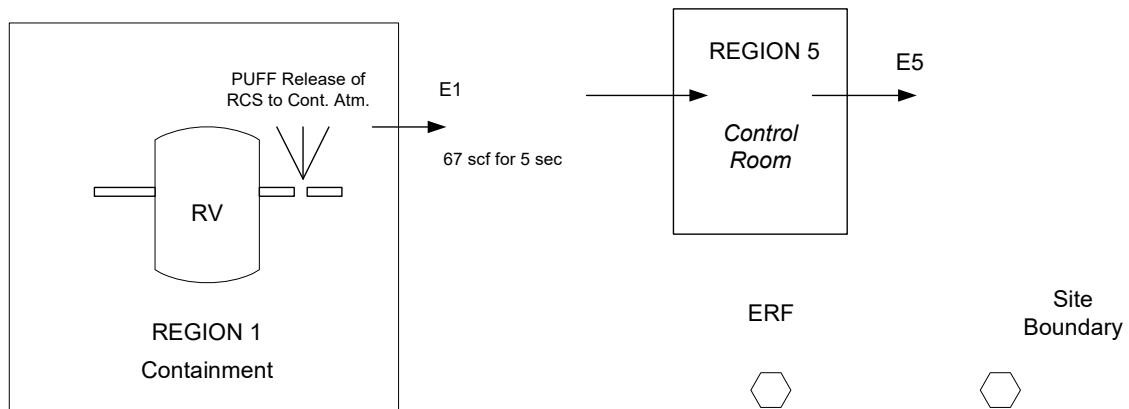 PUFF Release of
RCS to Cont. Atm.
E1
67 scf for 5 sec
RV
REGION 1
Containment
REGION 5
Control
Room
E5
ERF
Site
Boundary